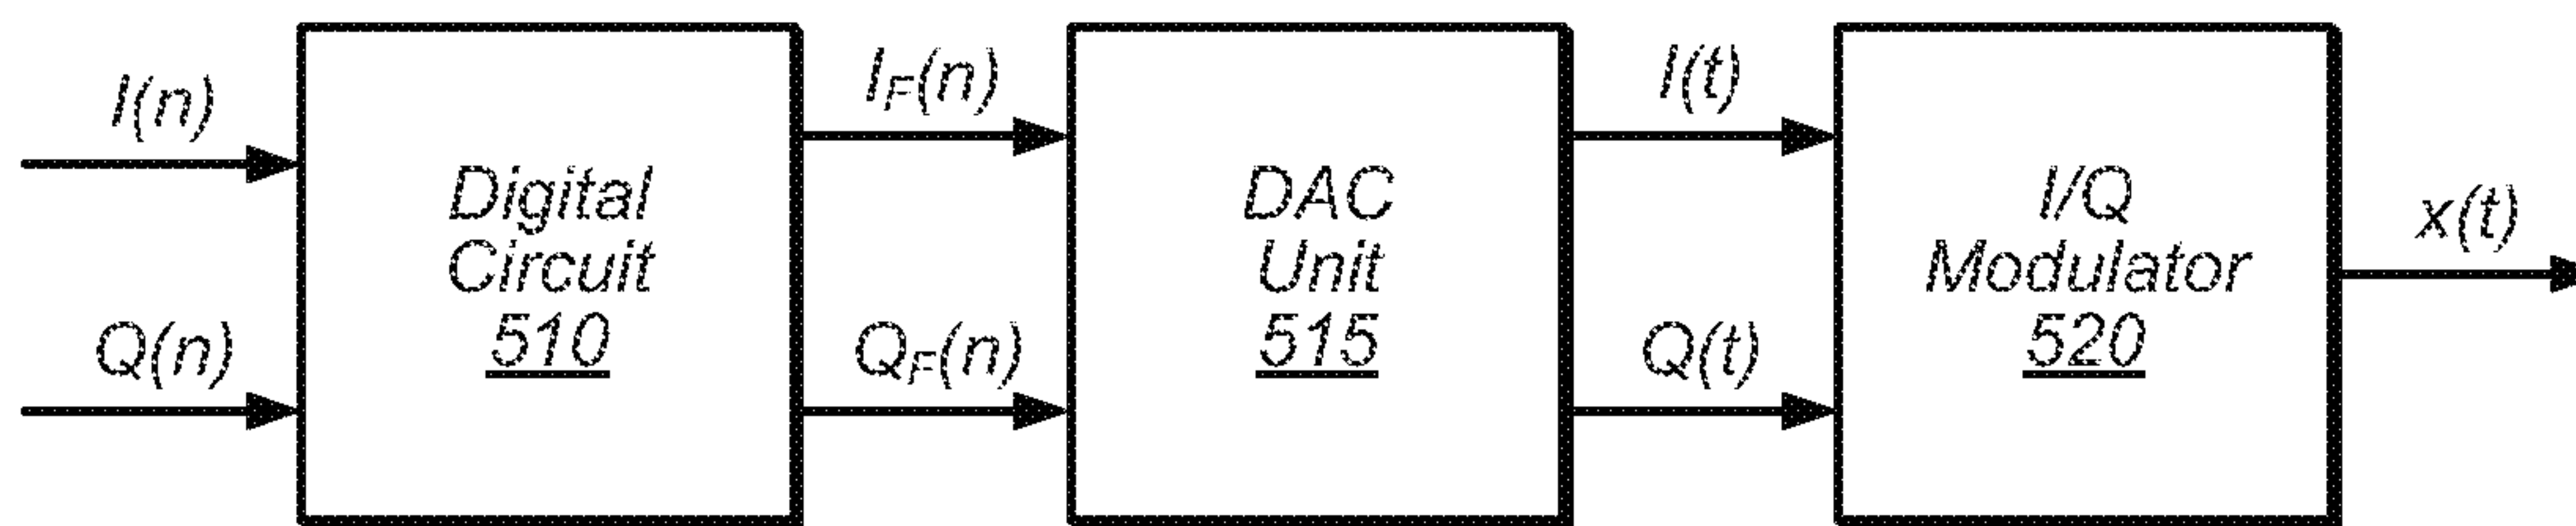 I(n)
Q(n)
Digital
Circuit
510
I_F(n)
Q_F(n)
DAC
Unit
515
I(t)
Q(t)
I/Q
Modulator
520
x(t)